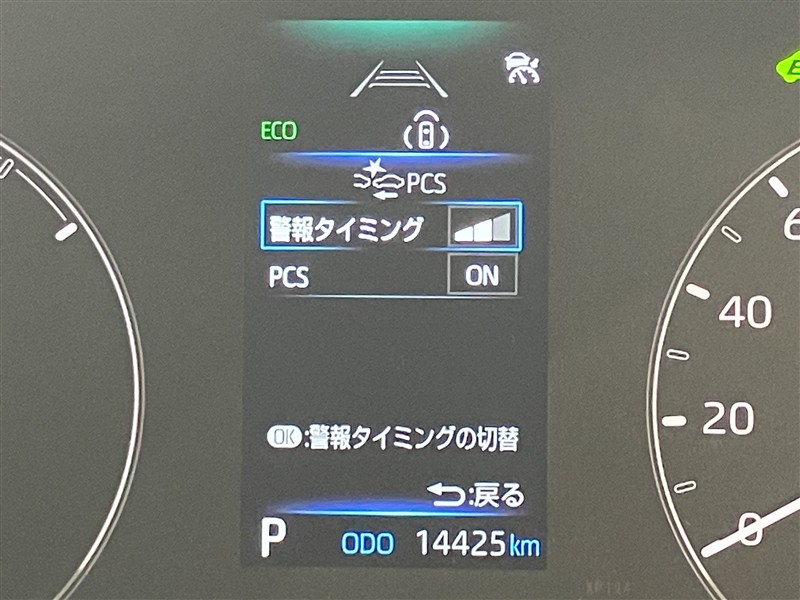 ECO
PCS
警報タイミング
PCS ON
40
20
0
OK:警報タイミングの切替
:戻る
P ODO 14425km